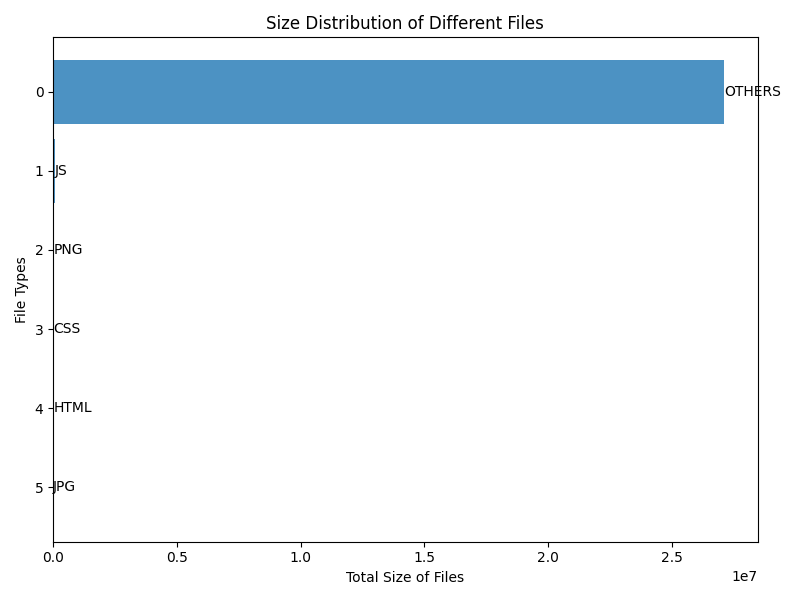 Size Distribution of Different Files
0 OTHERS
1 JS
2 PNG
3 CSS
4 HTML
5 JPG
File Types
0.0 0.5 1.0 1.5 2.0 2.5
1e7
Total Size of Files